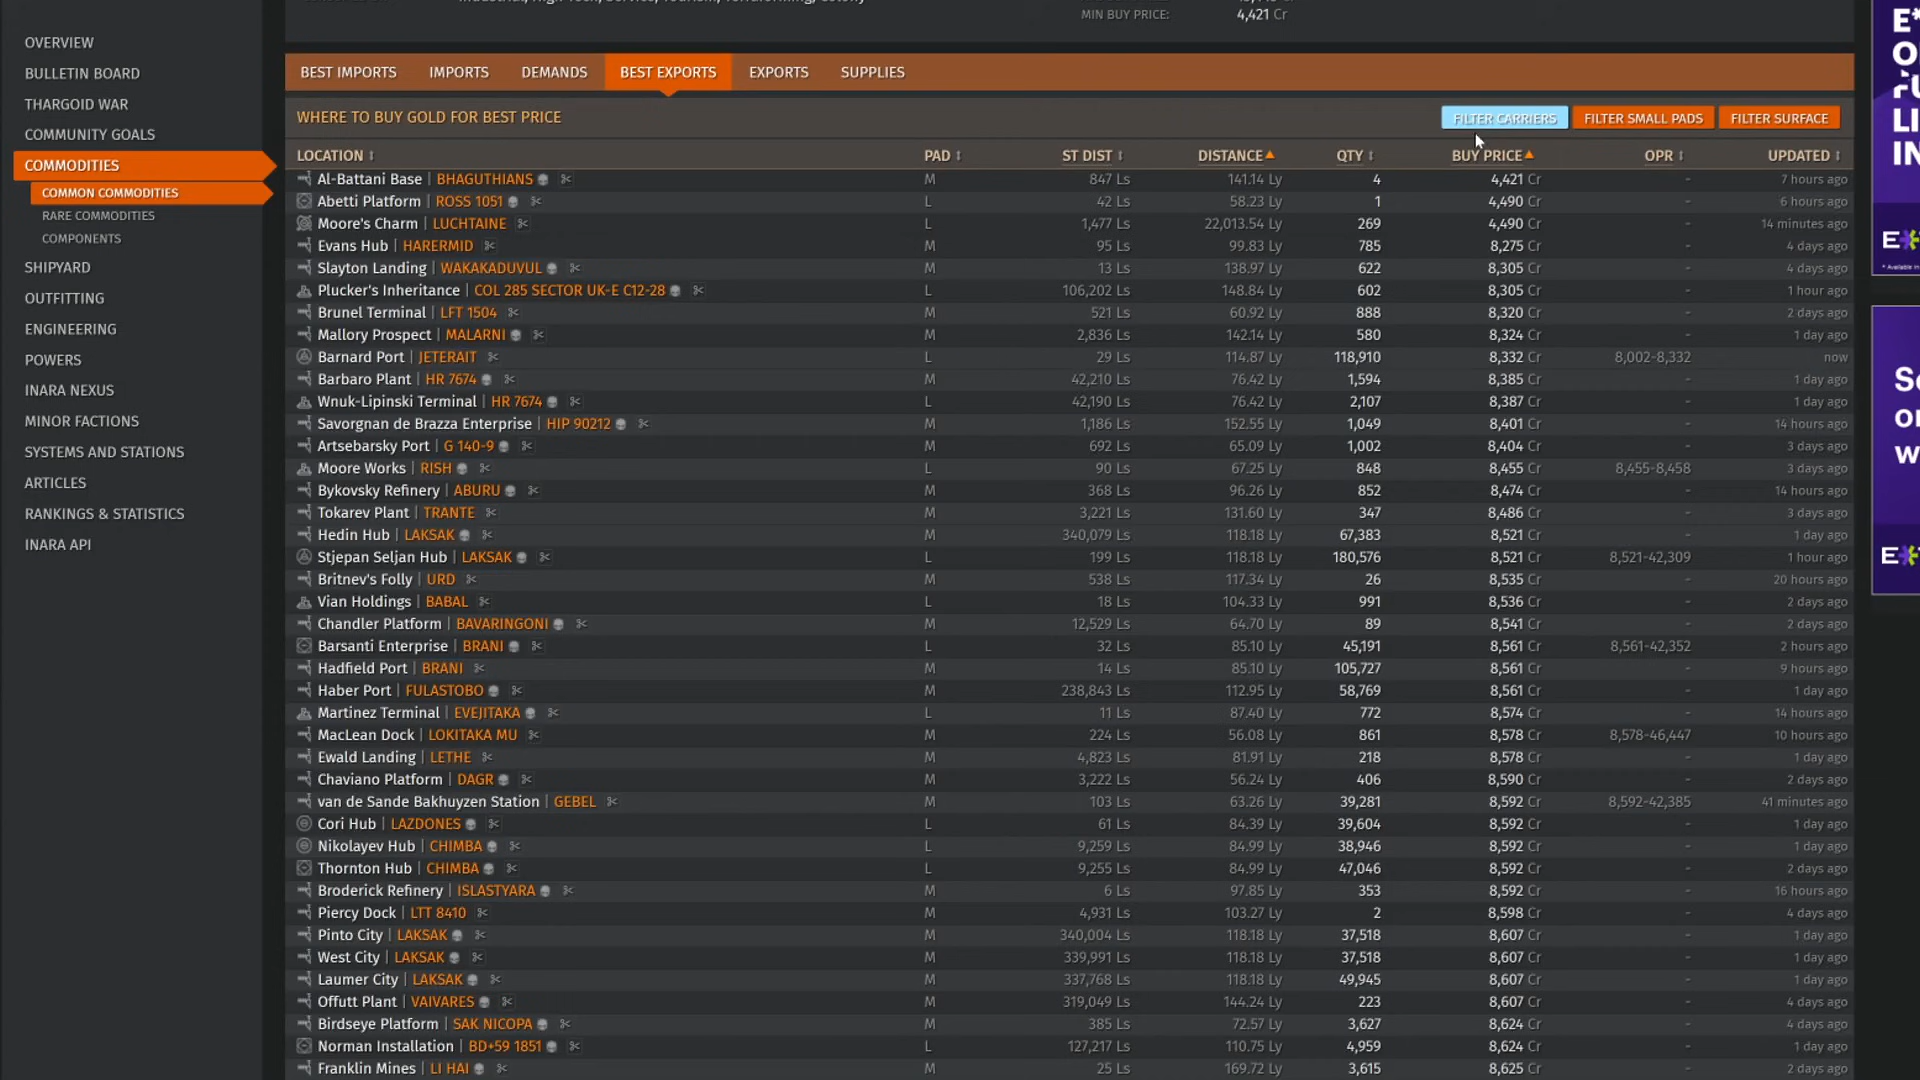 MIN BUY PRICE: 4,421 Cr
OVERVIEW
BULLETIN BOARD
THARGOID WAR
COMMUNITY GOALS
COMMODITIES
COMMON COMMODITIES
RARE COMMODITIES
COMPONENTS
SHIPYARD
OUTFITTING
ENGINEERING
POWERS
INARA NEXUS
MINOR FACTIONS
SYSTEMS AND STATIONS
ARTICLES
RANKINGS & STATISTICS
INARA API
BEST IMPORTS IMPORTS DEMANDS BEST EXPORTS EXPORTS SUPPLIES
WHERE TO BUY GOLD FOR BEST PRICE FILTER CARRIERS FILTER SMALL PADS FILTER SURFACE
LOCATION PAD ST DIST DISTANCE QTY BUY PRICE OPR UPDATED
Al-Battani Base | BHAGUTHIANS M 847 Ls 141.14 Ly 4 4,421 Cr - 7 hours ago
Abetti Platform | ROSS 1051 L 42 Ls 58.23 Ly 1 4,490 Cr - 6 hours ago
Moore's Charm | LUCHTAINE L 1,477 Ls 22,013.54 Ly 269 4,490 Cr - 14 minutes ago
Evans Hub | HARERMID M 95 Ls 99.83 Ly 785 8,275 Cr - 4 days ago
Slayton Landing | WAKAKADUVUL M 13 Ls 138.97 Ly 622 8,305 Cr - 4 days ago
Plucker's Inheritance | COL 285 SECTOR UK-E C12-28 L 106,202 Ls 148.84 Ly 602 8,305 Cr - 1 hour ago
Brunel Terminal | LFT 1504 M 521 Ls 60.92 Ly 888 8,320 Cr - 2 days ago
Mallory Prospect | MALARNI M 2,836 Ls 142.14 Ly 580 8,324 Cr - 1 day ago
Barnard Port | JETERAIT L 29 Ls 114.87 Ly 118,910 8,332 Cr 8,002-8,332 now
Barbaro Plant | HR 7674 M 42,210 Ls 76.42 Ly 1,594 8,385 Cr - 1 day ago
Wnuk-Lipinski Terminal | HR 7674 L 42,190 Ls 76.42 Ly 2,107 8,387 Cr - 1 day ago
Savorgnan de Brazza Enterprise | HIP 90212 M 1,186 Ls 152.55 Ly 1,049 8,401 Cr - 14 hours ago
Artsebarsky Port | G 140-9 M 692 Ls 65.09 Ly 1,002 8,404 Cr - 3 days ago
Moore Works | RISH L 90 Ls 67.25 Ly 848 8,455 Cr 8,455-8,458 3 days ago
Bykovsky Refinery | ABURU M 368 Ls 96.26 Ly 852 8,474 Cr - 14 hours ago
Tokarev Plant | TRANTE M 3,221 Ls 131.60 Ly 347 8,486 Cr - 3 days ago
Hedin Hub | LAKSAK M 340,079 Ls 118.18 Ly 67,383 8,521 Cr - 1 day ago
Stjepan Seljan Hub | LAKSAK L 199 Ls 118.18 Ly 180,576 8,521 Cr 8,521-42,309 1 hour ago
Britnev's Folly | URD M 538 Ls 117.34 Ly 26 8,535 Cr - 20 hours ago
Vian Holdings | BABAL L 18 Ls 104.33 Ly 991 8,536 Cr - 2 days ago
Chandler Platform | BAVARINGONI M 12,529 Ls 64.70 Ly 89 8,541 Cr - 2 days ago
Barsanti Enterprise | BRANI L 32 Ls 85.10 Ly 45,191 8,561 Cr 8,561-42,352 2 hours ago
Hadfield Port | BRANI M 14 Ls 85.10 Ly 105,727 8,561 Cr - 9 hours ago
Haber Port | FULASTOBO M 238,843 Ls 112.95 Ly 58,769 8,561 Cr - 1 day ago
Martinez Terminal | EVEJITAKA L 11 Ls 87.40 Ly 772 8,574 Cr - 14 hours ago
MacLean Dock | LOKITAKA MU M 224 Ls 56.08 Ly 861 8,578 Cr 8,578-46,447 10 hours ago
Ewald Landing | LETHE M 4,823 Ls 81.91 Ly 218 8,578 Cr - 1 day ago
Chaviano Platform | DAGR M 3,222 Ls 56.24 Ly 406 8,590 Cr - 2 days ago
van de Sande Bakhuyzen Station | GEBEL M 103 Ls 63.26 Ly 39,281 8,592 Cr 8,592-42,385 41 minutes ago
Cori Hub | LAZDONES L 61 Ls 84.39 Ly 39,604 8,592 Cr - 1 day ago
Nikolayev Hub | CHIMBA L 9,259 Ls 84.99 Ly 38,946 8,592 Cr - 1 day ago
Thornton Hub | CHIMBA L 9,255 Ls 84.99 Ly 47,046 8,592 Cr - 2 days ago
Broderick Refinery | ISLASTYARA M 6 Ls 97.85 Ly 353 8,592 Cr - 16 hours ago
Piercy Dock | LTT 8410 M 4,931 Ls 103.27 Ly 2 8,598 Cr - 4 days ago
Pinto City | LAKSAK M 340,004 Ls 118.18 Ly 37,518 8,607 Cr - 1 day ago
West City | LAKSAK M 339,991 Ls 118.18 Ly 37,518 8,607 Cr - 1 day ago
Laumer City | LAKSAK M 337,768 Ls 118.18 Ly 49,945 8,607 Cr - 1 day ago
Offutt Plant | VAIVARES M 319,049 Ls 144.24 Ly 223 8,607 Cr - 4 days ago
Birdseye Platform | SAK NICOPA M 385 Ls 72.57 Ly 3,627 8,624 Cr - 4 days ago
Norman Installation | BD+59 1851 L 127,217 Ls 110.75 Ly 4,959 8,624 Cr - 1 day ago
Franklin Mines | LI HAI M 25 Ls 169.72 Ly 3,615 8,625 Cr - 2 days ago